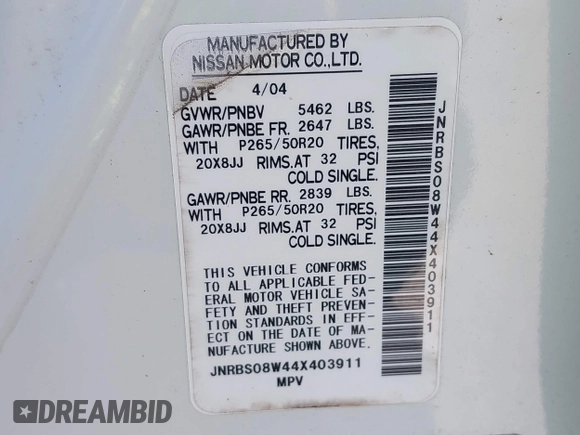 MANUFACTURED BY
NISSAN MOTOR CO.,LTD.
DATE 4/04
GVWR/PNBV 5462 LBS.
GAWR/PNBE FR. 2647 LBS.
WITH P265/50R20 TIRES,
20X8JJ RIMS.AT 32 PSI
COLD SINGLE.
GAWR/PNBE RR. 2839 LBS.
WITH P265/50R20 TIRES,
20X8JJ RIMS.AT 32 PSI
COLD SINGLE.
THIS VEHICLE CONFORMS
TO ALL APPLICABLE FED-
ERAL MOTOR VEHICLE SA-
FETY AND THEFT PREVEN-
TION STANDARDS IN EFF-
ECT ON THE DATE OF MA-
NUFACTURE SHOWN ABOVE.
JNRBS08W44X403911
MPV
JNRBS08W44X403911
DREAMBID